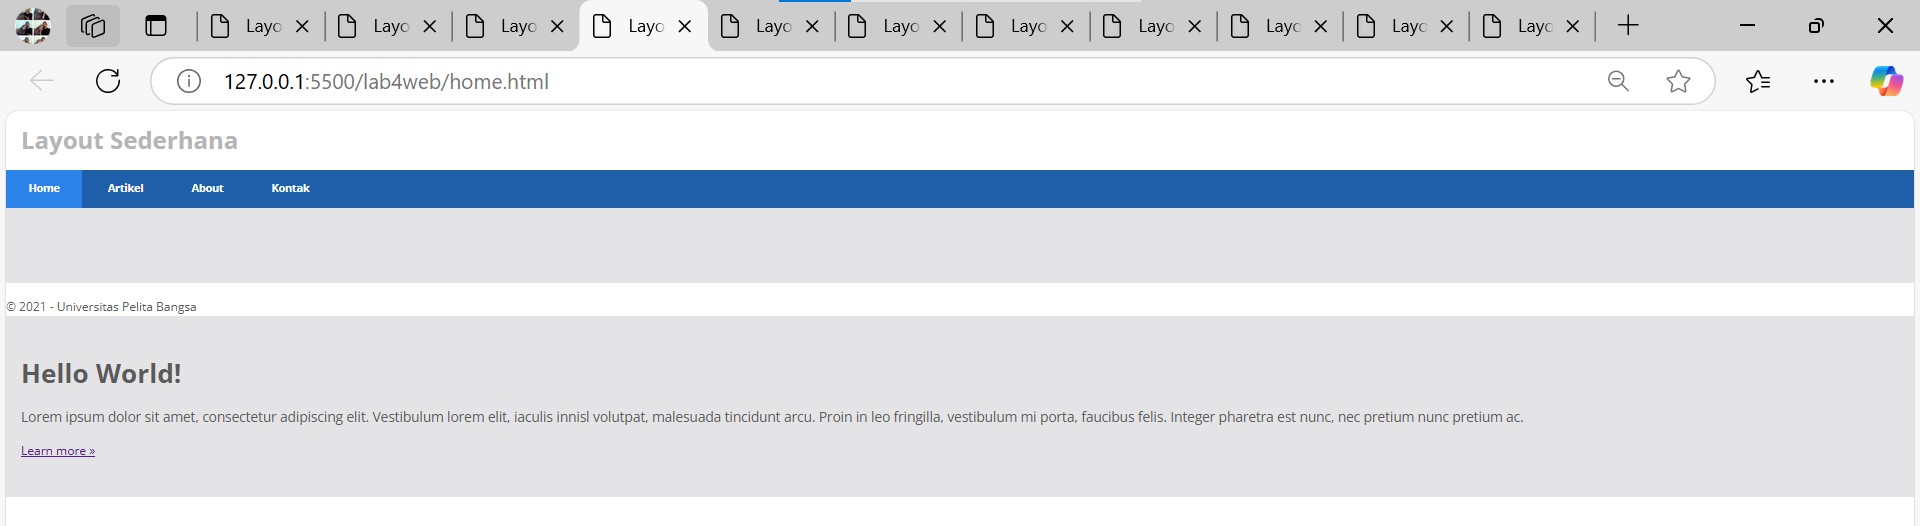 Layo Layo Layo Layo Layo Layo Layo Layo Layo Layo Layo
127.0.0.1:5500/lab4web/home.html
Layout Sederhana
Home Artikel About Kontak
© 2021 - Universitas Pelita Bangsa
Hello World!
Lorem ipsum dolor sit amet, consectetur adipiscing elit. Vestibulum lorem elit, iaculis innisl volutpat, malesuada tincidunt arcu. Proin in leo fringilla, vestibulum mi porta, faucibus felis. Integer pharetra est nunc, nec pretium nunc pretium ac.
Learn more »